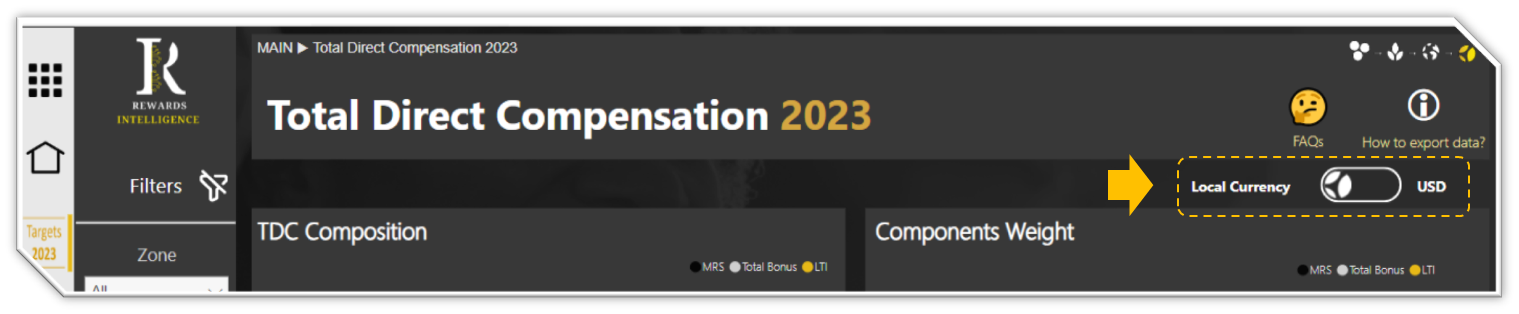 MAIN ▶ Total Direct Compensation 2023
REWARDS
INTELLIGENCE
Total Direct Compensation 2023
FAQs
How to export data?
Filters
Local Currency
USD
Targets
2023
TDC Composition
Components Weight
Zone
MRS Total Bonus LTI
MRS Total Bonus LTI
All